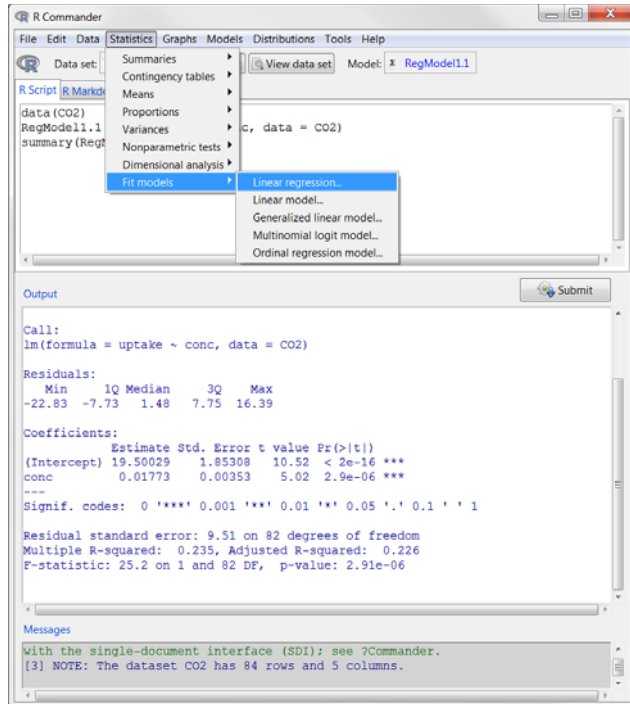 R Commander
File Edit Data Statistics Graphs Models Distributions Tools Help
Data set: View data set Model: Σ RegModel1.1
R Script R Markd
Summaries
Contingency tables
Means
Proportions
Variances
Nonparametric tests
Dimensional analysis
Fit models
Linear regression...
Linear model...
Generalized linear model...
Multinomial logit model...
Ordinal regression model...
data(CO2)
RegModel1.1 c, data = CO2)
summary(RegM
Output
Submit
Call:
lm(formula = uptake ~ conc, data = CO2)
Residuals:
Min 1Q Median 3Q Max
-22.83 -7.73 1.48 7.75 16.39
Coefficients:
Estimate Std. Error t value Pr(>|t|)
(Intercept) 19.50029 1.85308 10.52 < 2e-16 ***
conc 0.01773 0.00353 5.02 2.9e-06 ***
---
Signif. codes: 0 '***' 0.001 '**' 0.01 '*' 0.05 '.' 0.1 ' ' 1
Residual standard error: 9.51 on 82 degrees of freedom
Multiple R-squared: 0.235, Adjusted R-squared: 0.226
F-statistic: 25.2 on 1 and 82 DF, p-value: 2.91e-06
Messages
with the single-document interface (SDI); see ?Commander.
[3] NOTE: The dataset CO2 has 84 rows and 5 columns.